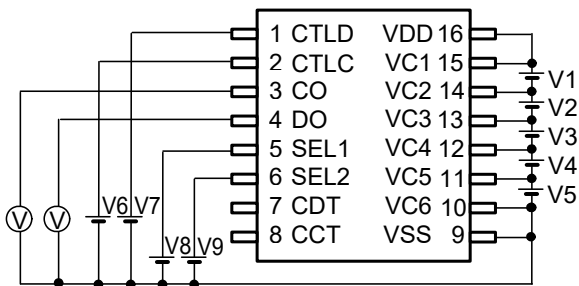 1 CTLD VDD 16
2 CTLC VC1 15
V1
3 CO VC2 14
V2
4 DO VC3 13
V3
5 SEL1 VC4 12
V4
6 SEL2 VC5 11
V5
7 CDT VC6 10
8 CCT VSS 9
V V V6 V7
V8 V9